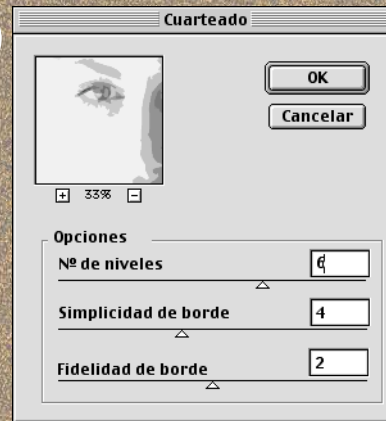 Cuarteado
OK
Cancelar
+ 33% -
Opciones
Nº de niveles 6
Simplicidad de borde 4
Fidelidad de borde 2